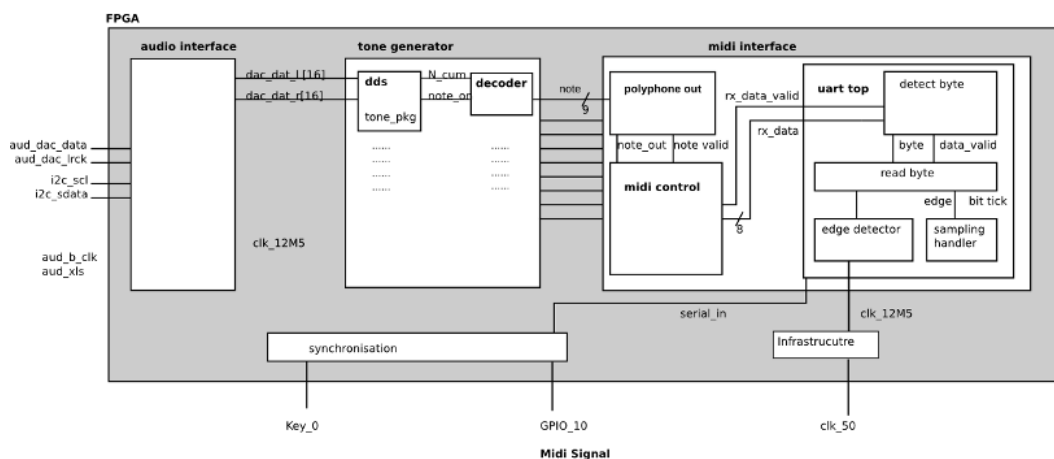 FPGA
audio interface
tone generator
midi interface
dac_dat_l [16]
dds
N_cum
decoder
dac_dat_r[16]
note_on
tone_pkg
note
9
polyphone out
rx_data_valid
uart top
detect byte
rx_data
note_out
note valid
byte
data_valid
midi control
read byte
8
edge
bit tick
edge detector
sampling
handler
......
......
......
......
......
......
......
......
aud_dac_data
aud_dac_lrck
i2c_scl
i2c_sdata
aud_b_clk
aud_xls
clk_12M5
serial_in
clk_12M5
synchronisation
Infrastrucutre
Key_0
GPIO_10
clk_50
Midi Signal